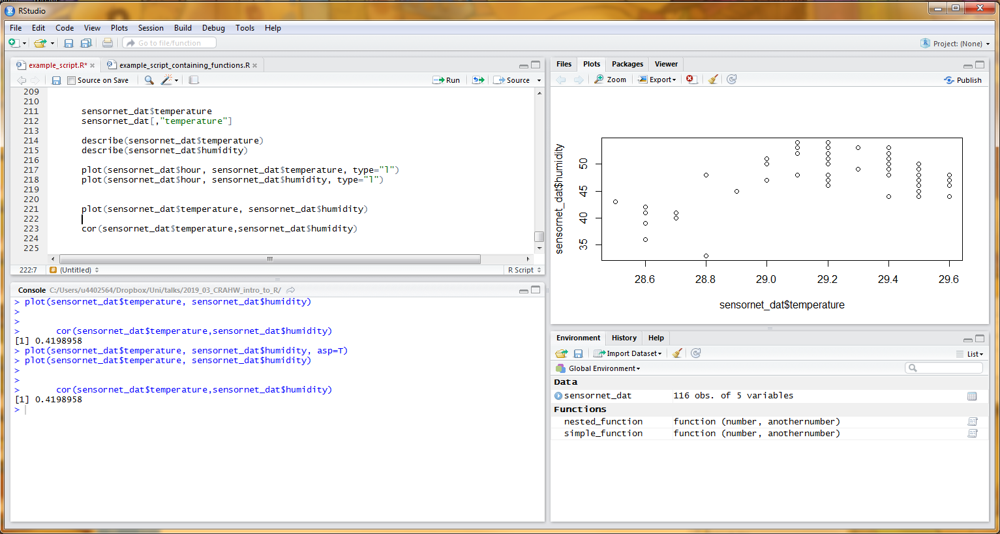 RStudio
File Edit Code View Plots Session Build Debug Tools Help
Go to file/function
Project: (None)
example_script.R* example_script_containing_functions.R
Source on Save Run Source
209
210
211 sensornet_dat$temperature
212 sensornet_dat[,"temperature"]
213
214 describe(sensornet_dat$temperature)
215 describe(sensornet_dat$humidity)
216
217 plot(sensornet_dat$hour, sensornet_dat$temperature, type="l")
218 plot(sensornet_dat$hour, sensornet_dat$humidity, type="l")
219
220
221 plot(sensornet_dat$temperature, sensornet_dat$humidity)
222
223 cor(sensornet_dat$temperature,sensornet_dat$humidity)
224
225
222:7 # (Untitled) R Script
Console C:/Users/u4402564/Dropbox/Uni/talks/2019_03_CRAHW_intro_to_R/
> plot(sensornet_dat$temperature, sensornet_dat$humidity)
>
>
> cor(sensornet_dat$temperature,sensornet_dat$humidity)
[1] 0.4198958
> plot(sensornet_dat$temperature, sensornet_dat$humidity, asp=T)
> plot(sensornet_dat$temperature, sensornet_dat$humidity)
>
>
> cor(sensornet_dat$temperature,sensornet_dat$humidity)
[1] 0.4198958
>
Files Plots Packages Viewer
Zoom Export Publish
sensornet_dat$humidity
50
45
40
35
28.6 28.8 29.0 29.2 29.4 29.6
sensornet_dat$temperature
Environment History Help
Import Dataset List
Global Environment
Data
sensornet_dat 116 obs. of 5 variables
Functions
nested_function function (number, anothernumber)
simple_function function (number, anothernumber)